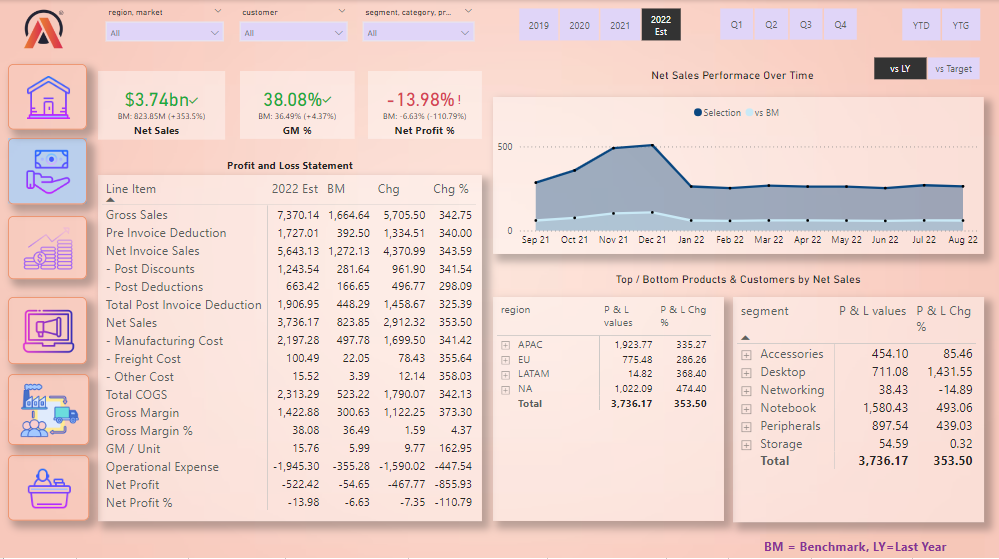 region, market
customer
segment, category, pr...
All
All
All
2019
2020
2021
2022 Est
Q1
Q2
Q3
Q4
YTD
YTG
vs LY
vs Target
$3.74bn
BM: 823.85M (+353.5%)
Net Sales
38.08%
BM: 36.49% (+4.37%)
GM %
-13.98%!
BM: -6.63% (-110.79%)
Net Profit %
Net Sales Performace Over Time
Selection vs BM
500
0
Sep 21 Oct 21 Nov 21 Dec 21 Jan 22 Feb 22 Mar 22 Apr 22 May 22 Jun 22 Jul 22 Aug 22
Profit and Loss Statement
Line Item 2022 Est BM Chg Chg %
Gross Sales 7,370.14 1,664.64 5,705.50 342.75
Pre Invoice Deduction 1,727.01 392.50 1,334.51 340.00
Net Invoice Sales 5,643.13 1,272.13 4,370.99 343.59
- Post Discounts 1,243.54 281.64 961.90 341.54
- Post Deductions 663.42 166.65 496.77 298.09
Total Post Invoice Deduction 1,906.95 448.29 1,458.67 325.39
Net Sales 3,736.17 823.85 2,912.32 353.50
- Manufacturing Cost 2,197.28 497.78 1,699.50 341.42
- Freight Cost 100.49 22.05 78.43 355.64
- Other Cost 15.52 3.39 12.14 358.03
Total COGS 2,313.29 523.22 1,790.07 342.13
Gross Margin 1,422.88 300.63 1,122.25 373.30
Gross Margin % 38.08 36.49 1.59 4.37
GM / Unit 15.76 5.99 9.77 162.95
Operational Expense -1,945.30 -355.28 -1,590.02 -447.54
Net Profit -522.42 -54.65 -467.77 -855.93
Net Profit % -13.98 -6.63 -7.35 -110.79
Top / Bottom Products & Customers by Net Sales
region P & L values P & L Chg %
APAC 1,923.77 335.27
EU 775.48 286.26
LATAM 14.82 368.40
NA 1,022.09 474.40
Total 3,736.17 353.50
segment P & L values P & L Chg %
Accessories 454.10 85.46
Desktop 711.08 1,431.55
Networking 38.43 -14.89
Notebook 1,580.43 493.06
Peripherals 897.54 439.03
Storage 54.59 0.32
Total 3,736.17 353.50
BM = Benchmark, LY=Last Year